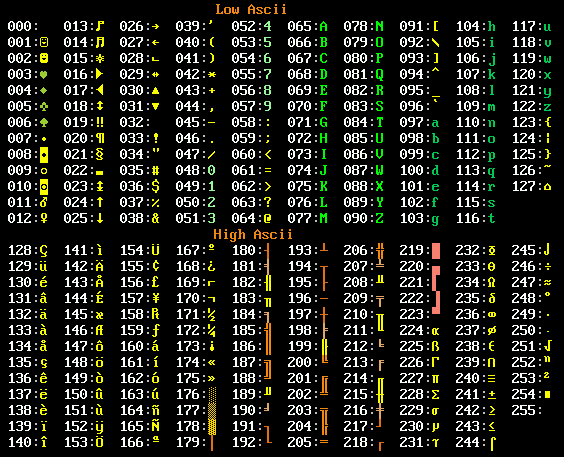 Low Ascii
000: 013:♪ 026:→ 039:' 052:4 065:A 078:N 091:[ 104:h 117:u
001:☺ 014:♫ 027:← 040:( 053:5 066:B 079:O 092:\ 105:i 118:v
002:☻ 015:☼ 028:∟ 041:) 054:6 067:C 080:P 093:] 106:j 119:w
003:♥ 016:► 029:↔ 042:* 055:7 068:D 081:Q 094:^ 107:k 120:x
004:♦ 017:◄ 030:▲ 043:+ 056:8 069:E 082:R 095:_ 108:l 121:y
005:♣ 018:↕ 031:▼ 044:, 057:9 070:F 083:S 096:` 109:m 122:z
006:♠ 019:‼ 032: 045:- 058:: 071:G 084:T 097:a 110:n 123:{
007:• 020:¶ 033:! 046:. 059:; 072:H 085:U 098:b 111:o 124:|
008:◘ 021:§ 034:" 047:/ 060:< 073:I 086:V 099:c 112:p 125:}
009:○ 022:▬ 035:# 048:0 061:= 074:J 087:W 100:d 113:q 126:~
010:◙ 023:↨ 036:$ 049:1 062:> 075:K 088:X 101:e 114:r 127:⌂
011:♂ 024:↑ 037:% 050:2 063:? 076:L 089:Y 102:f 115:s
012:♀ 025:↓ 038:& 051:3 064:@ 077:M 090:Z 103:g 116:t
High Ascii
128:Ç 141:ì 154:Ü 167:º 180:┤ 193:┴ 206:╬ 219:█ 232:Φ 245:⌡
129:ü 142:Ä 155:¢ 168:¿ 181:╡ 194:┬ 207:╧ 220:▄ 233:Θ 246:÷
130:é 143:Å 156:£ 169:⌐ 182:╢ 195:├ 208:╨ 221:▌ 234:Ω 247:≈
131:â 144:É 157:¥ 170:¬ 183:╖ 196:─ 209:╤ 222:▐ 235:δ 248:°
132:ä 145:æ 158:₧ 171:½ 184:╕ 197:┼ 210:╥ 223:▀ 236:∞ 249:∙
133:à 146:Æ 159:ƒ 172:¼ 185:╣ 198:╞ 211:╙ 224:α 237:φ 250:·
134:å 147:ô 160:á 173:¡ 186:║ 199:╟ 212:╘ 225:ß 238:ε 251:√
135:ç 148:ö 161:í 174:« 187:╗ 200:╚ 213:╒ 226:Γ 239:∩ 252:ⁿ
136:ê 149:ò 162:ó 175:» 188:╝ 201:╔ 214:╓ 227:π 240:≡ 253:²
137:ë 150:û 163:ú 176:░ 189:╜ 202:╩ 215:╫ 228:Σ 241:± 254:■
138:è 151:ù 164:ñ 177:▒ 190:╛ 203:╦ 216:╪ 229:σ 242:≥ 255:
139:ï 152:ÿ 165:Ñ 178:▓ 191:┐ 204:╠ 217:┘ 230:µ 243:≤
140:î 153:Ö 166:ª 179:│ 192:└ 205:═ 218:┌ 231:τ 244:⌠